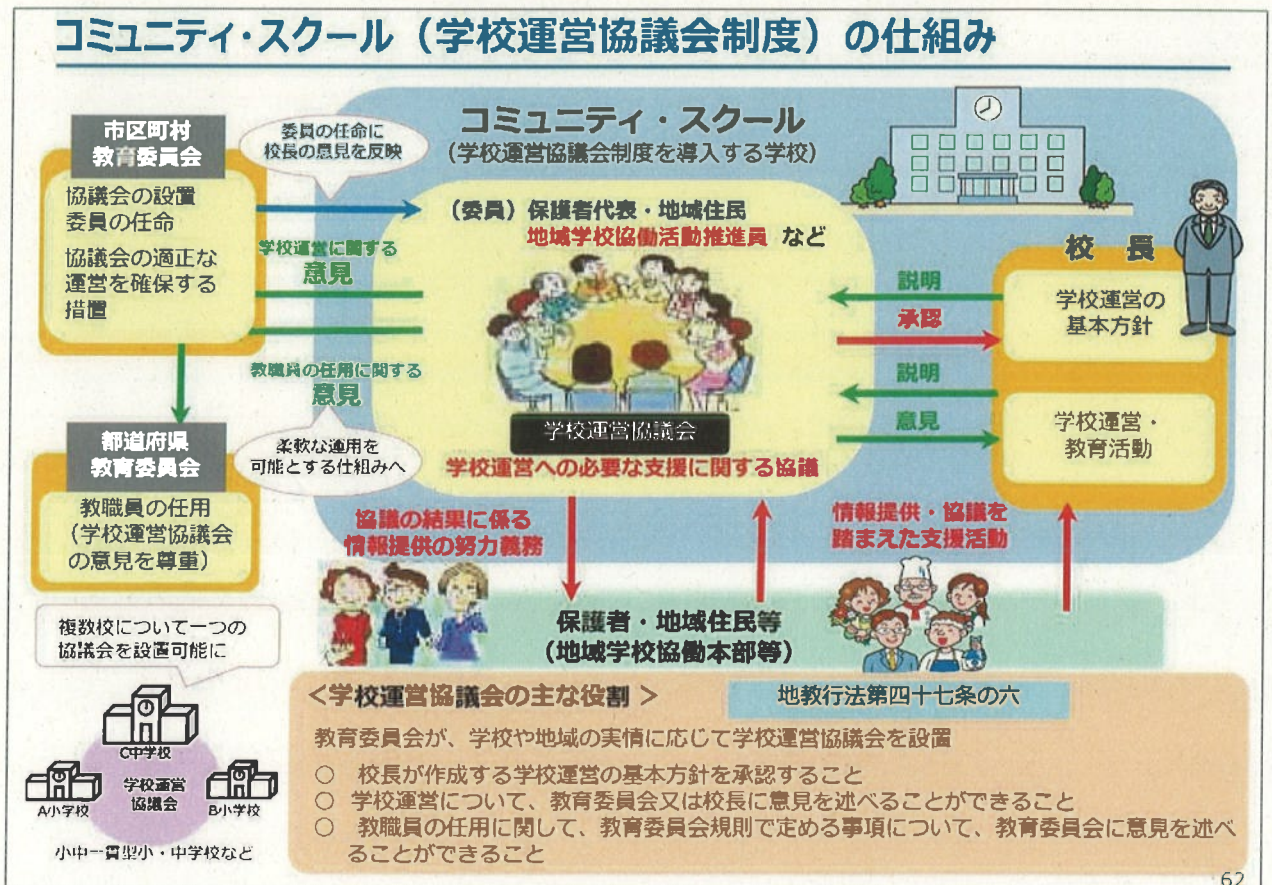 コミュニティ・スクール（学校運営協議会制度）の仕組み
市区町村
教育委員会
協議会の設置
委員の任命
協議会の適正な
運営を確保する
措置
委員の任命に
校長の意見を反映
コミュニティ・スクール
（学校運営協議会制度を導入する学校）
（委員）保護者代表・地域住民
地域学校協働活動推進員 など
学校運営に関する
意見
教職員の任用に関する
意見
学校運営協議会
学校運営への必要な支援に関する協議
校長
学校運営の
基本方針
説明
承認
説明
意見
学校運営・
教育活動
都道府県
教育委員会
教職員の任用
（学校運営協議会
の意見を尊重）
柔軟な運用を
可能とする仕組みへ
協議の結果に係る
情報提供の努力義務
情報提供・協議を
踏まえた支援活動
保護者・地域住民等
（地域学校協働本部等）
複数校について一つの
協議会を設置可能に
C中学校
学校運営
協議会
A小学校
B小学校
小中一貫型小・中学校など
＜学校運営協議会の主な役割 ＞
地教行法第四十七条の六
教育委員会が、学校や地域の実情に応じて学校運営協議会を設置
○ 校長が作成する学校運営の基本方針を承認すること
○ 学校運営について、教育委員会又は校長に意見を述べることができること
○ 教職員の任用に関して、教育委員会規則で定める事項について、教育委員会に意見を述べ
ることができること
62